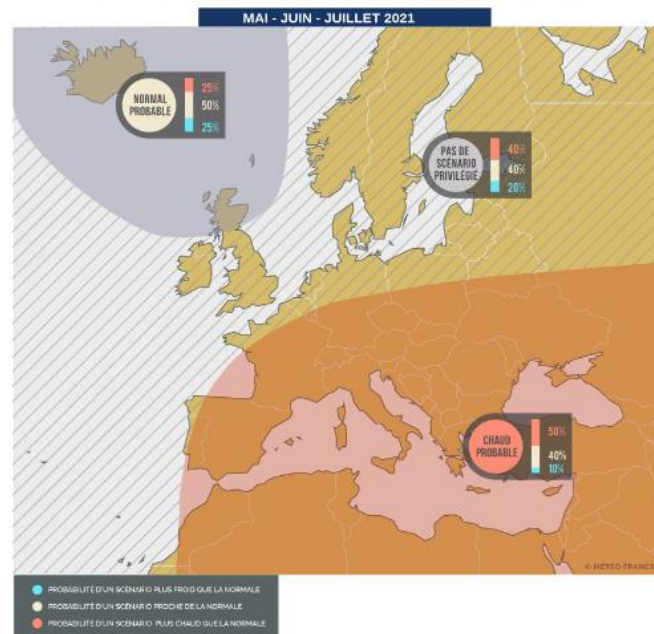 MAI - JUIN - JUILLET 2021
NORMAL
PROBABLE
25%
50%
25%
PAS DE
SCÉNARIO
PRIVILÉGIÉ
40%
40%
20%
CHAUD
PROBABLE
50%
40%
10%
© METEO FRANCE
PROBABILITÉ D'UN SCÉNARIO PLUS FROID QUE LA NORMALE
PROBABILITÉ D'UN SCÉNARIO PROCHE DE LA NORMALE
PROBABILITÉ D'UN SCÉNARIO PLUS CHAUD QUE LA NORMALE